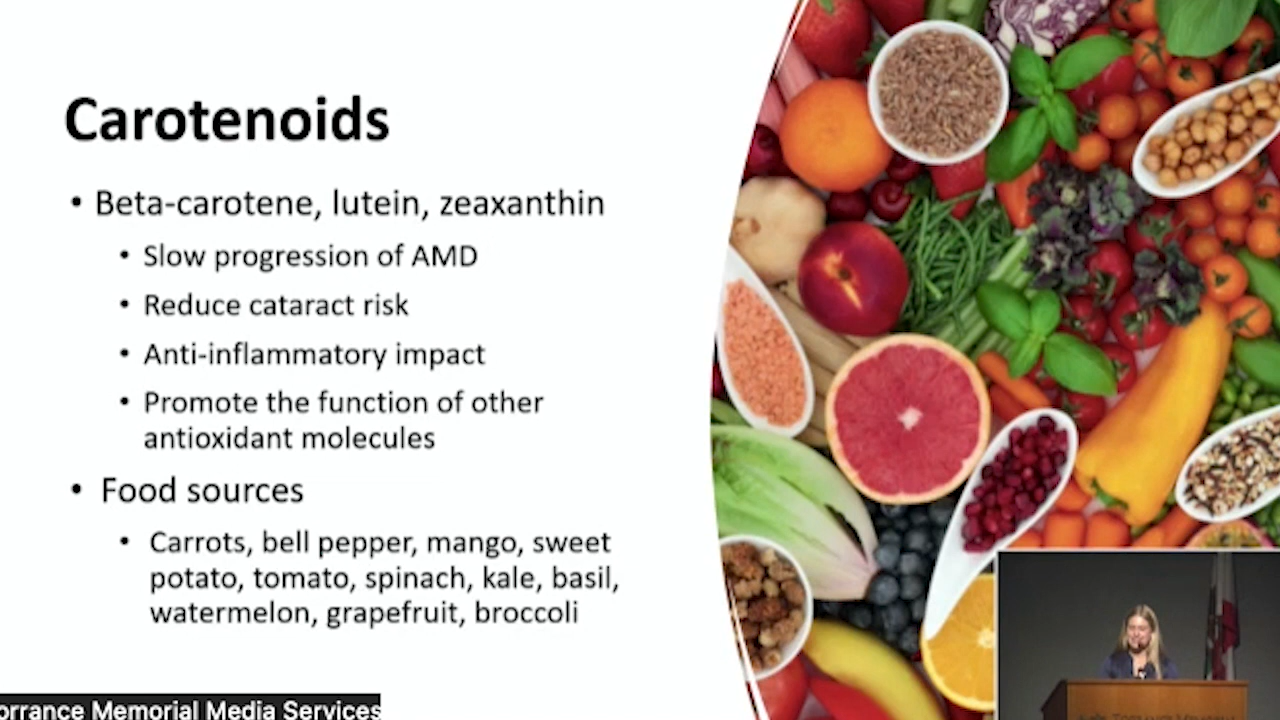 Carotenoids
• Beta-carotene, lutein, zeaxanthin
• Slow progression of AMD
• Reduce cataract risk
• Anti-inflammatory impact
• Promote the function of other
antioxidant molecules
• Food sources
• Carrots, bell pepper, mango, sweet
potato, tomato, spinach, kale, basil,
watermelon, grapefruit, broccoli
orrance Memorial Media Services